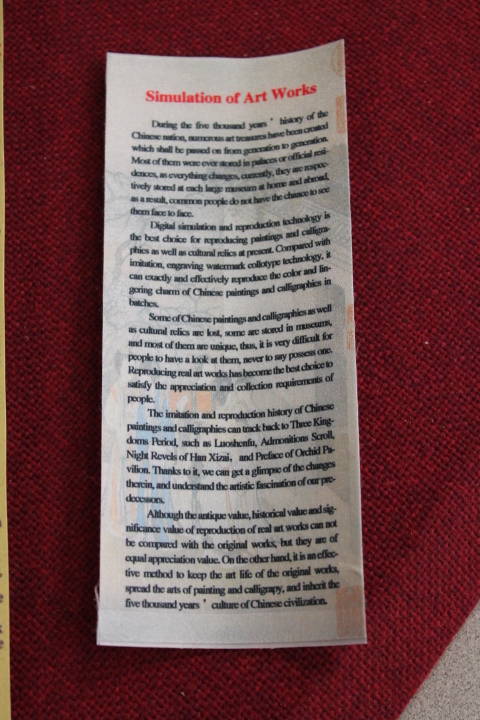 Simulation of Art Works
During the five thousand years' history of the
Chinese nation, numerous art treasures have been created
which shall be passed on from generation to generation.
Most of them were ever stored in palaces or official resi-
dences, as everything changes, currently, they are respec-
tively stored at each large museum at home and abroad,
as a result, common people do not have the chance to see
them face to face.
Digital simulation and reproduction technology is
the best choice for reproducing paintings and calligra-
phies as well as cultural relics at present. Compared with
imitation, engraving watermark collotype technology, it
can exactly and effectively reproduce the color and lin-
gering charm of Chinese paintings and calligraphies in
batches.
Some of Chinese paintings and calligraphies as well
as cultural relics are lost, some are stored in museums,
and most of them are unique, thus, it is very difficult for
people to have a look at them, never to say possess one.
Reproducing real art works has become the best choice to
satisfy the appreciation and collection requirements of
people.
The imitation and reproduction history of Chinese
paintings and calligraphies can track back to Three King-
doms Period, such as Luoshenfu, Admonitions Scroll,
Night Revels of Han Xizai, and Preface of Orchid Pa-
vilion. Thanks to it, we can get a glimpse of the changes
therein, and understand the artistic fascination of our pre-
decessors.
Although the antique value, historical value and sig-
nificance value of reproduction of real art works can not
be compared with the original works, but they are of
equal appreciation value. On the other hand, it is an effec-
tive method to keep the art life of the original works,
spread the arts of painting and calligrapy, and inherit the
five thousand years' culture of Chinese civilization.